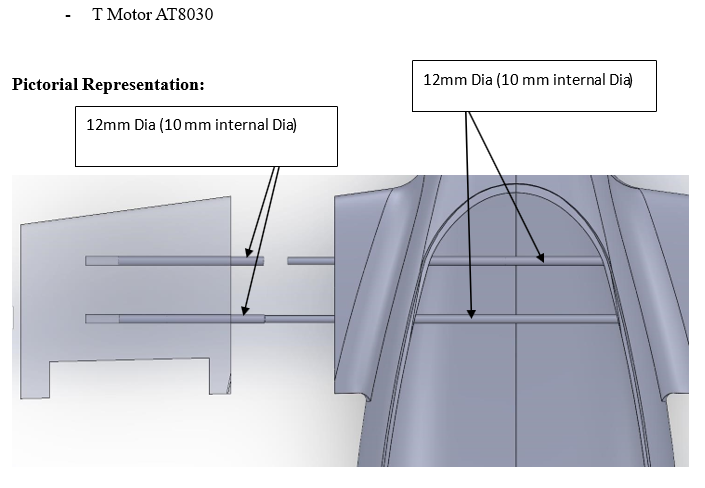 - T Motor AT8030
Pictorial Representation:
12mm Dia (10 mm internal Dia)
12mm Dia (10 mm internal Dia)